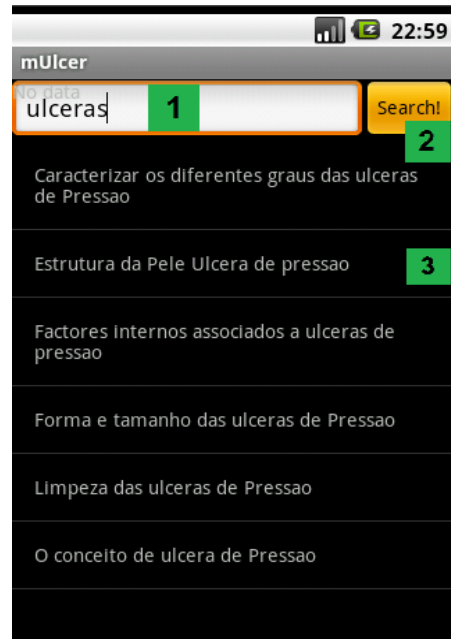 22:59
mUlcer
No data
ulceras 1 Search!
2
Caracterizar os diferentes graus das ulceras
de Pressao
Estrutura da Pele Ulcera de pressao 3
Factores internos associados a ulceras de
pressao
Forma e tamanho das ulceras de Pressao
Limpeza das ulceras de Pressao
O conceito de ulcera de Pressao